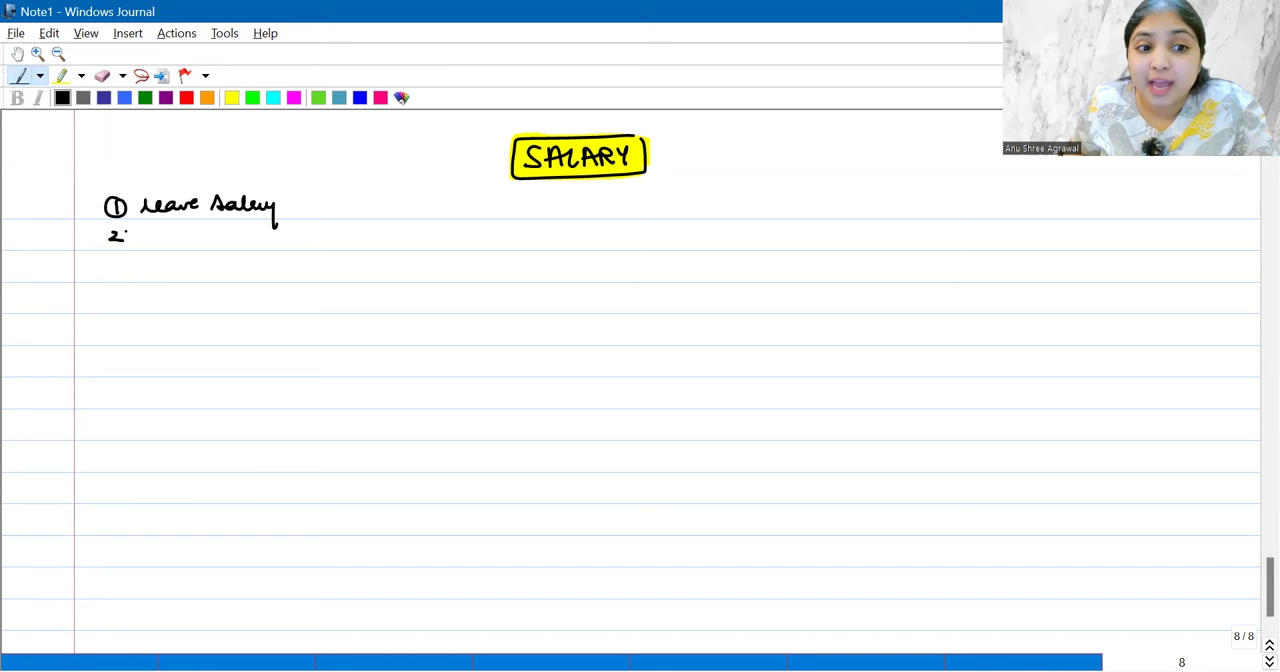 Note1 - Windows Journal
File Edit View Insert Actions Tools Help
B I
Anu Shree Agrawal
SALARY
① Leave Salary
2.
8 / 8
8